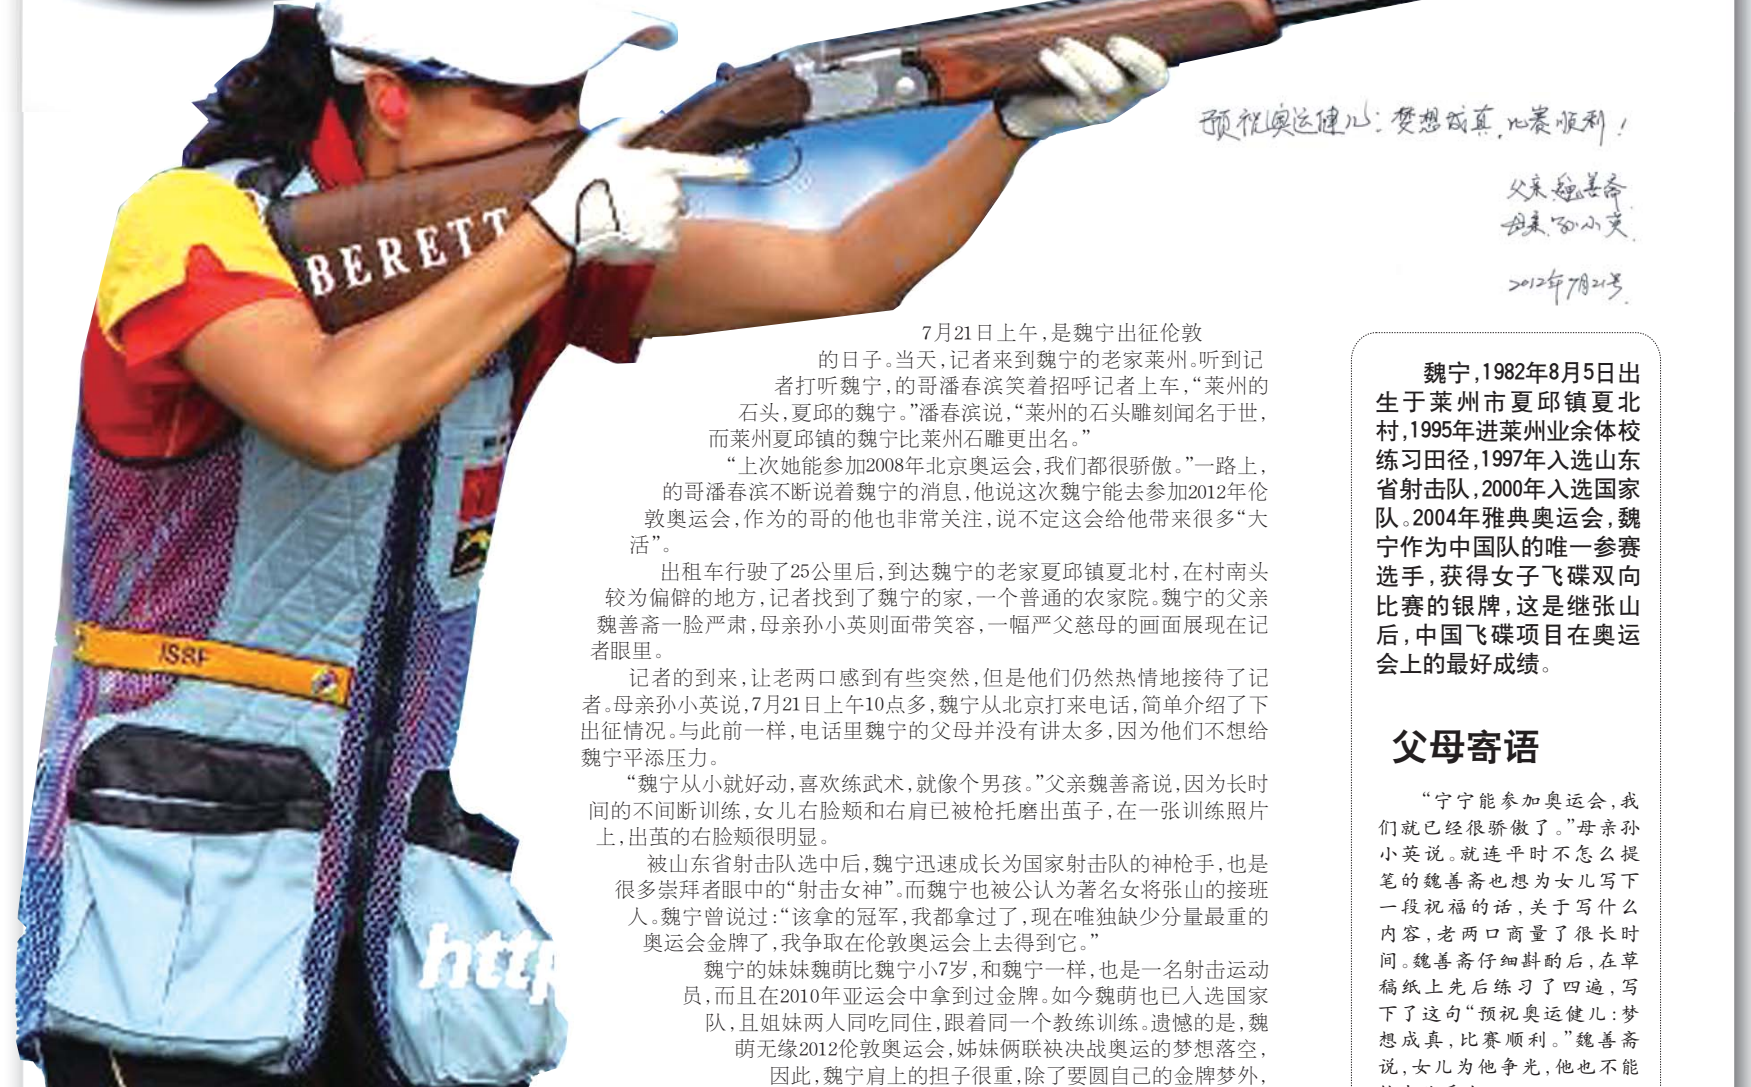 BERETT
ISSF
http
预祝奥运健儿：梦想成真，比赛顺利！
父亲 魏善斋
母亲 孙小英
2012年7月21号
7月21日上午，是魏宁出征伦敦
的日子。当天，记者来到魏宁的老家莱州。听到记
者打听魏宁，的哥潘春滨笑着招呼记者上车，“莱州的
石头，夏邱的魏宁。”潘春滨说，“莱州的石头雕刻闻名于世，
而莱州夏邱镇的魏宁比莱州石雕更出名。”
“上次她能参加2008年北京奥运会，我们都很骄傲。”一路上，
的哥潘春滨不断说着魏宁的消息，他说这次魏宁能去参加2012年伦
敦奥运会，作为的哥的他也非常关注，说不定这会给他带来很多“大
活”。
出租车行驶了25公里后，到达魏宁的老家夏邱镇夏北村，在村南头
较为偏僻的地方，记者找到了魏宁的家，一个普通的农家院。魏宁的父亲
魏善斋一脸严肃，母亲孙小英则面带笑容，一幅严父慈母的画面展现在记
者眼里。
记者的到来，让老两口感到有些突然，但是他们仍然热情地接待了记
者。母亲孙小英说，7月21日上午10点多，魏宁从北京打来电话，简单介绍了下
出征情况。与此前一样，电话里魏宁的父母并没有讲太多，因为他们不想给
魏宁平添压力。
“魏宁从小就好动，喜欢练武术，就像个男孩。”父亲魏善斋说，因为长时
间的不间断训练，女儿右脸颊和右肩已被枪托磨出茧子，在一张训练照片
上，出茧的右脸颊很明显。
被山东省射击队选中后，魏宁迅速成长为国家射击队的神枪手，也是
很多崇拜者眼中的“射击女神”。而魏宁也被公认为著名女将张山的接班
人。魏宁曾说过：“该拿的冠军，我都拿过了，现在唯独缺少分量最重的
奥运会金牌了，我争取在伦敦奥运会上去得到它。”
魏宁的妹妹魏萌比魏宁小7岁，和魏宁一样，也是一名射击运动
员，而且在2010年亚运会中拿到过金牌。如今魏萌也已入选国家
队，且姐妹两人同吃同住，跟着同一个教练训练。遗憾的是，魏
萌无缘2012伦敦奥运会，姊妹俩联袂决战奥运的梦想落空，
因此，魏宁肩上的担子很重，除了要圆自己的金牌梦外，
魏宁，1982年8月5日出
生于莱州市夏邱镇夏北
村，1995年进莱州业余体校
练习田径，1997年入选山东
省射击队，2000年入选国家
队。2004年雅典奥运会，魏
宁作为中国队的唯一参赛
选手，获得女子飞碟双向
比赛的银牌，这是继张山
后，中国飞碟项目在奥运
会上的最好成绩。
父母寄语
“宁宁能参加奥运会，我
们就已经很骄傲了。”母亲孙
小英说。就连平时不怎么提
笔的魏善斋也想为女儿写下
一段祝福的话，关于写什么
内容，老两口商量了很长时
间。魏善斋仔细斟酌后，在草
稿纸上先后练习了四遍，写
下了这句“预祝奥运健儿：梦
想成真，比赛顺利。”魏善斋
说，女儿为他争光，他也不能